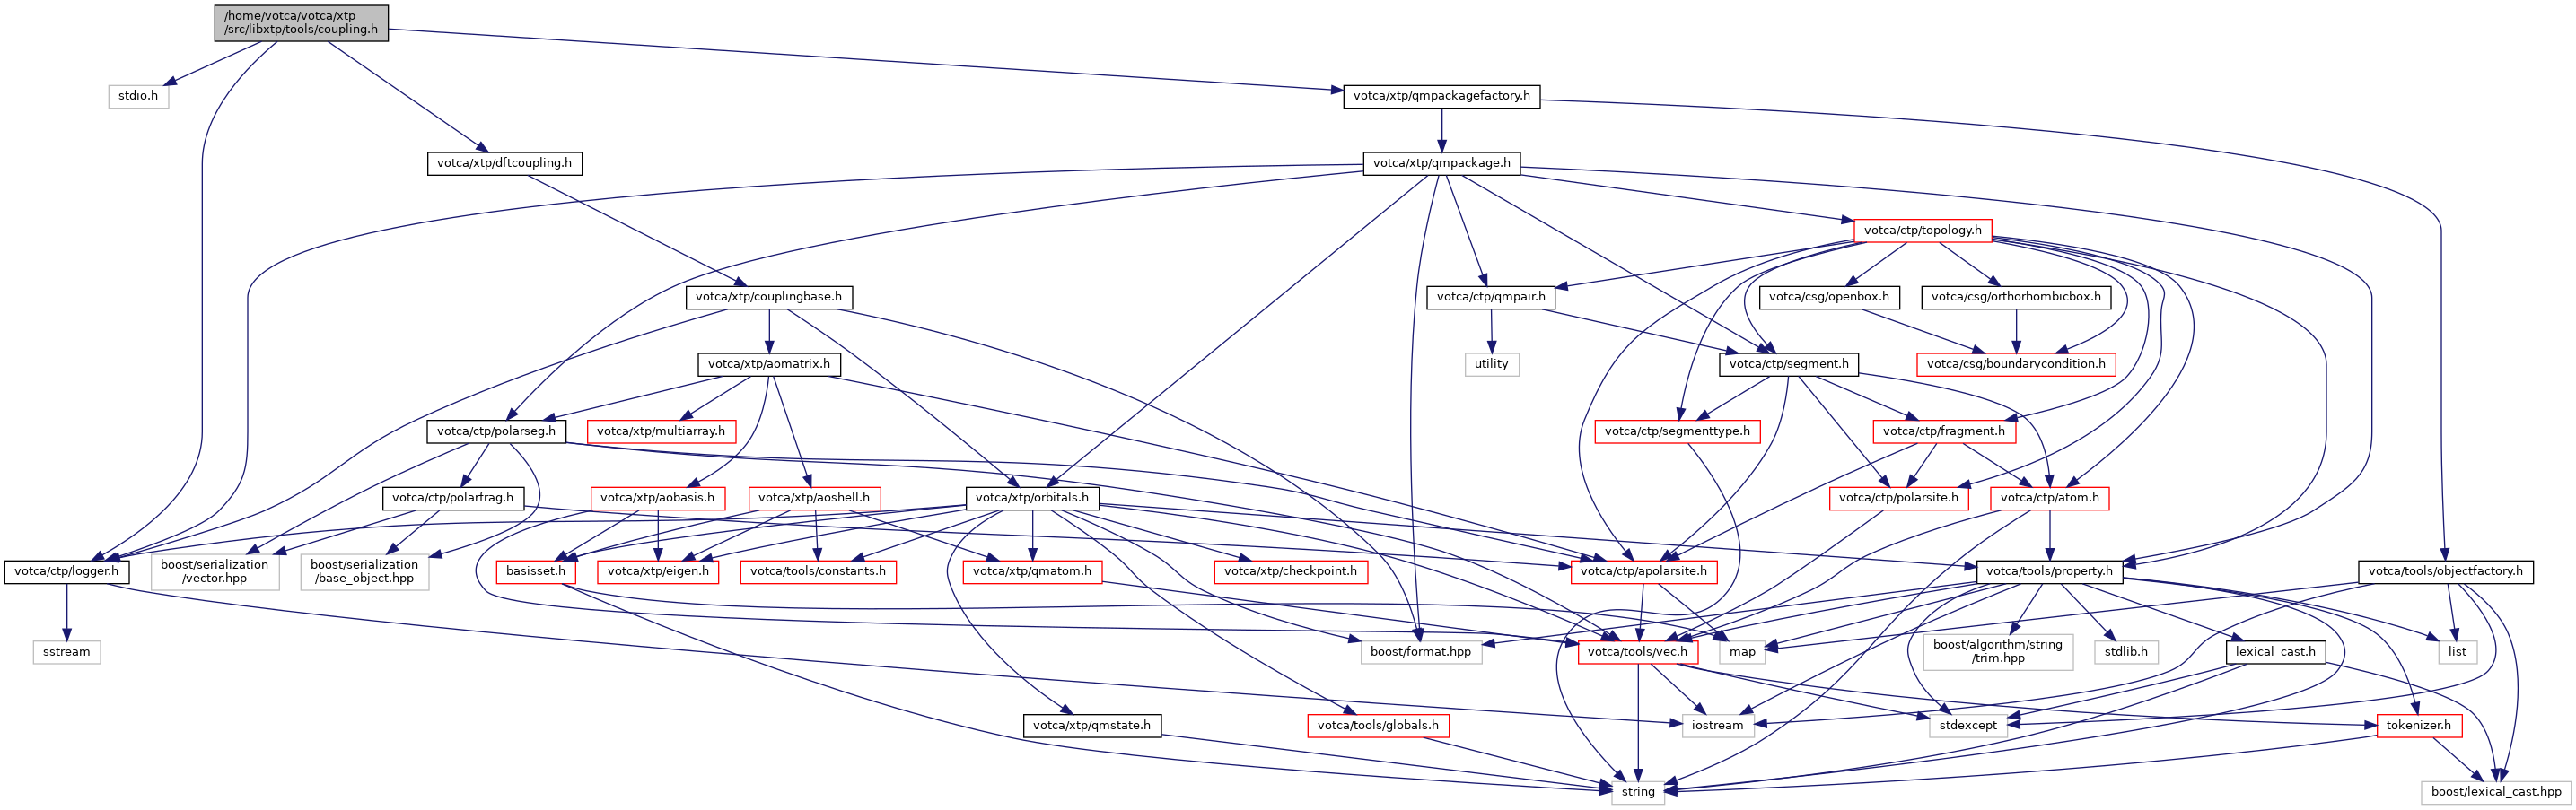 /home/votca/votca/xtp
/src/libxtp/tools/coupling.h
stdio.h
votca/xtp/qmpackagefactory.h
votca/xtp/dftcoupling.h
votca/xtp/qmpackage.h
votca/ctp/topology.h
votca/xtp/couplingbase.h
votca/ctp/qmpair.h
votca/csg/openbox.h
votca/csg/orthorhombicbox.h
votca/xtp/aomatrix.h
utility
votca/ctp/segment.h
votca/csg/boundarycondition.h
votca/ctp/polarseg.h
votca/xtp/multiarray.h
votca/ctp/segmenttype.h
votca/ctp/fragment.h
votca/ctp/polarfrag.h
votca/xtp/aobasis.h
votca/xtp/aoshell.h
votca/xtp/orbitals.h
votca/ctp/polarsite.h
votca/ctp/atom.h
votca/ctp/logger.h
boost/serialization
/vector.hpp
boost/serialization
/base_object.hpp
basisset.h
votca/xtp/eigen.h
votca/tools/constants.h
votca/xtp/qmatom.h
votca/xtp/checkpoint.h
votca/ctp/apolarsite.h
votca/tools/property.h
votca/tools/objectfactory.h
sstream
boost/format.hpp
votca/tools/vec.h
map
boost/algorithm/string
/trim.hpp
stdlib.h
lexical_cast.h
list
votca/xtp/qmstate.h
votca/tools/globals.h
iostream
stdexcept
tokenizer.h
string
boost/lexical_cast.hpp